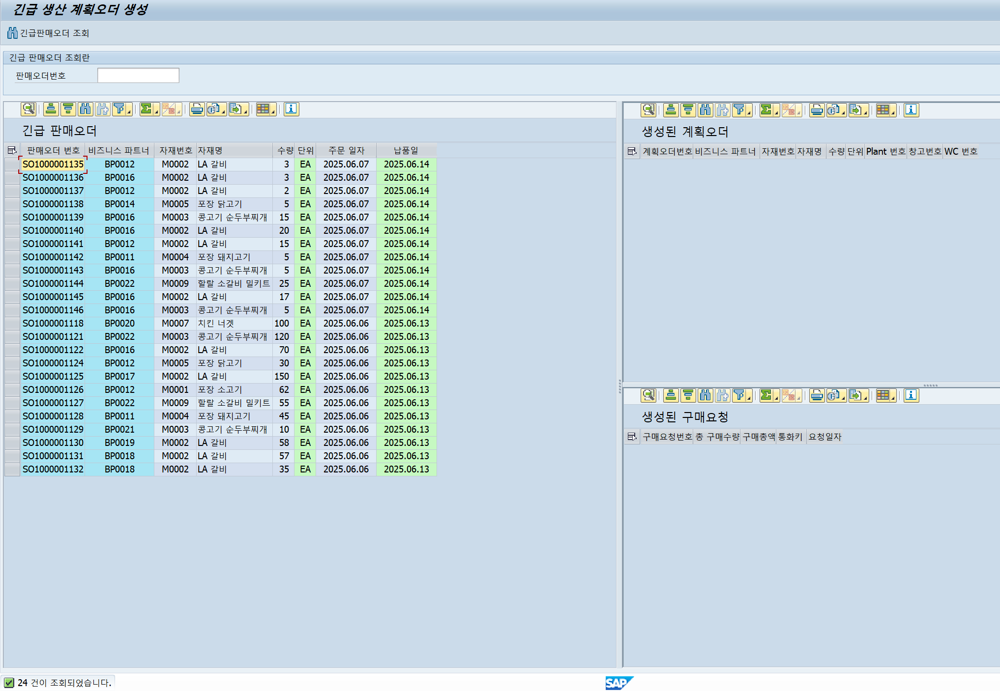 긴급 생산 계획오더 생성
긴급판매오더 조회
긴급 판매오더 조회란
판매오더번호
긴급 판매오더
판매오더 번호 비즈니스 파트너 자재번호 자재명 수량 단위 주문 일자 납품일
SO1000001135 BP0012 M0002 LA 갈비 3 EA 2025.06.07 2025.06.14
SO1000001136 BP0016 M0002 LA 갈비 3 EA 2025.06.07 2025.06.14
SO1000001137 BP0012 M0002 LA 갈비 2 EA 2025.06.07 2025.06.14
SO1000001138 BP0014 M0005 포장 닭고기 5 EA 2025.06.07 2025.06.14
SO1000001139 BP0016 M0003 콩고기 순두부찌개 15 EA 2025.06.07 2025.06.14
SO1000001140 BP0016 M0002 LA 갈비 20 EA 2025.06.07 2025.06.14
SO1000001141 BP0012 M0002 LA 갈비 15 EA 2025.06.07 2025.06.14
SO1000001142 BP0011 M0004 포장 돼지고기 5 EA 2025.06.07 2025.06.14
SO1000001143 BP0016 M0003 콩고기 순두부찌개 5 EA 2025.06.07 2025.06.14
SO1000001144 BP0022 M0009 할랄 소갈비 밀키트 25 EA 2025.06.07 2025.06.14
SO1000001145 BP0016 M0002 LA 갈비 17 EA 2025.06.07 2025.06.14
SO1000001146 BP0016 M0003 콩고기 순두부찌개 5 EA 2025.06.07 2025.06.14
SO1000001118 BP0020 M0007 치킨 너겟 100 EA 2025.06.06 2025.06.13
SO1000001121 BP0022 M0003 콩고기 순두부찌개 120 EA 2025.06.06 2025.06.13
SO1000001122 BP0016 M0002 LA 갈비 70 EA 2025.06.06 2025.06.13
SO1000001124 BP0012 M0005 포장 닭고기 30 EA 2025.06.06 2025.06.13
SO1000001125 BP0017 M0002 LA 갈비 150 EA 2025.06.06 2025.06.13
SO1000001126 BP0012 M0001 포장 소고기 62 EA 2025.06.06 2025.06.13
SO1000001127 BP0022 M0009 할랄 소갈비 밀키트 55 EA 2025.06.06 2025.06.13
SO1000001128 BP0011 M0004 포장 돼지고기 45 EA 2025.06.06 2025.06.13
SO1000001129 BP0021 M0003 콩고기 순두부찌개 10 EA 2025.06.06 2025.06.13
SO1000001130 BP0019 M0002 LA 갈비 58 EA 2025.06.06 2025.06.13
SO1000001131 BP0018 M0002 LA 갈비 57 EA 2025.06.06 2025.06.13
SO1000001132 BP0018 M0002 LA 갈비 35 EA 2025.06.06 2025.06.13
생성된 계획오더
계획오더번호 비즈니스 파트너 자재번호 자재명 수량 단위 Plant 번호 창고번호 WC 번호
생성된 구매요청
구매요청번호 총 구매수량 구매총액 통화키 요청일자
24 건이 조회되었습니다.
SAP